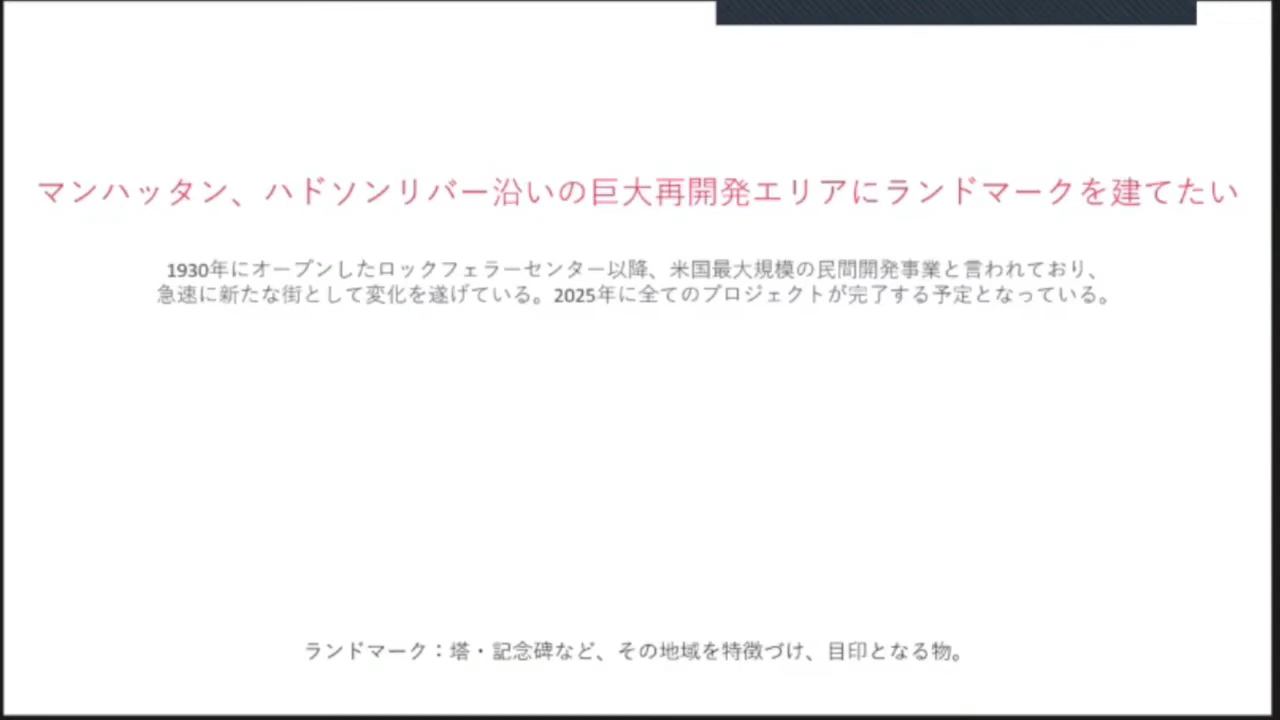 マンハッタン、ハドソンリバー沿いの巨大再開発エリアにランドマークを建てたい
1930年にオープンしたロックフェラーセンター以降、米国最大規模の民間開発事業と言われており、
急速に新たな街として変化を遂げている。2025年に全てのプロジェクトが完了する予定となっている。
ランドマーク：塔・記念碑など、その地域を特徴づけ、目印となる物。